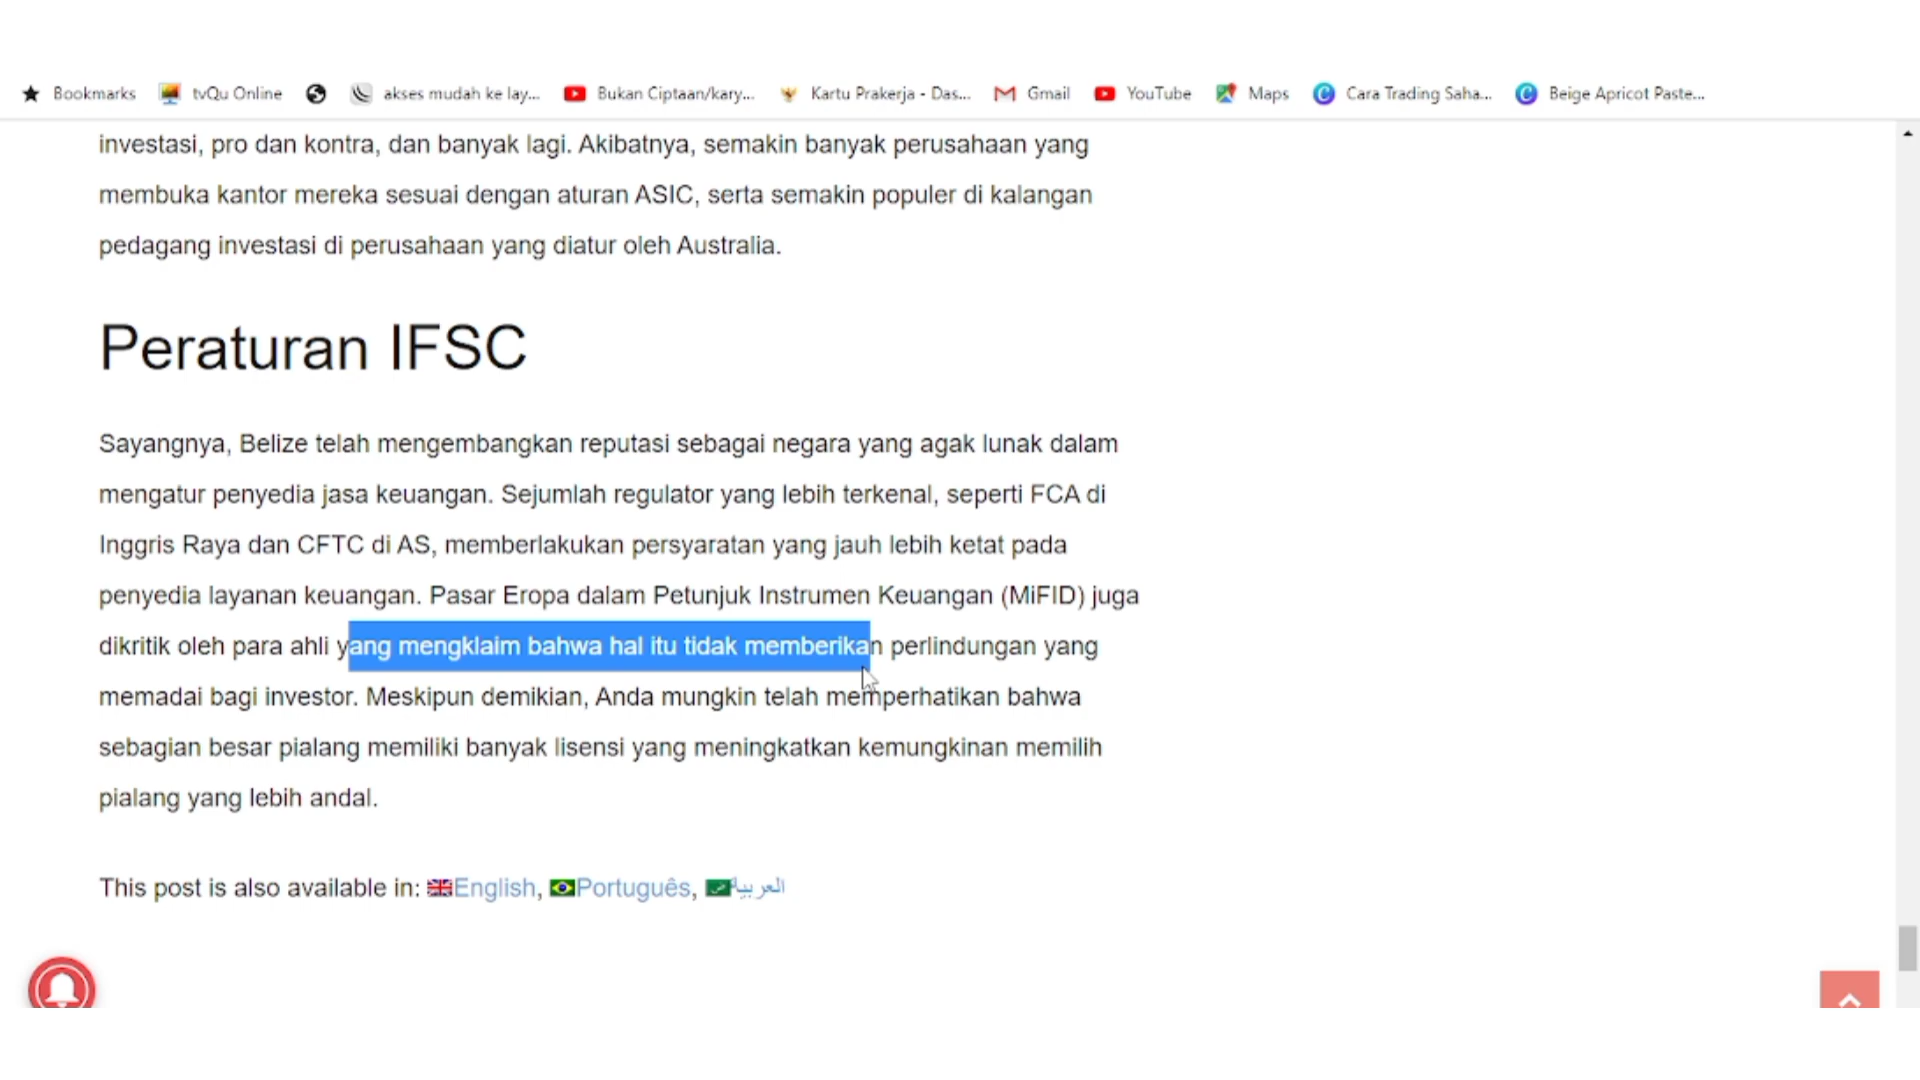 Bookmarks tvQu Online akses mudah ke lay... Bukan Ciptaan/kary... Kartu Prakerja - Das... Gmail YouTube Maps Cara Trading Saha... Beige Apricot Paste...
investasi, pro dan kontra, dan banyak lagi. Akibatnya, semakin banyak perusahaan yang
membuka kantor mereka sesuai dengan aturan ASIC, serta semakin populer di kalangan
pedagang investasi di perusahaan yang diatur oleh Australia.
Peraturan IFSC
Sayangnya, Belize telah mengembangkan reputasi sebagai negara yang agak lunak dalam
mengatur penyedia jasa keuangan. Sejumlah regulator yang lebih terkenal, seperti FCA di
Inggris Raya dan CFTC di AS, memberlakukan persyaratan yang jauh lebih ketat pada
penyedia layanan keuangan. Pasar Eropa dalam Petunjuk Instrumen Keuangan (MiFID) juga
dikritik oleh para ahli yang mengklaim bahwa hal itu tidak memberikan perlindungan yang
memadai bagi investor. Meskipun demikian, Anda mungkin telah memperhatikan bahwa
sebagian besar pialang memiliki banyak lisensi yang meningkatkan kemungkinan memilih
pialang yang lebih andal.
This post is also available in: English, Português, العربية